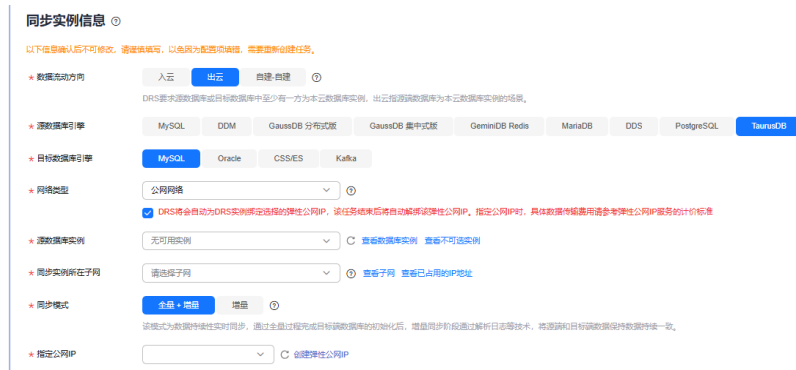 同步实例信息
以下信息确认后不可修改，请谨慎填写，以免因为配置项填错，需要重新创建任务。
* 数据流动方向 入云 出云 自建-自建
DRS要求源数据库或目标数据库中至少有一方为本云数据库实例，出云指源端数据库为本云数据库实例的场景。
* 源数据库引擎 MySQL DDM GaussDB 分布式版 GaussDB 集中式版 GeminiDB Redis MariaDB DDS PostgreSQL TaurusDB
* 目标数据库引擎 MySQL Oracle CSS/ES Kafka
* 网络类型 公网网络
DRS将会自动为DRS实例绑定选择的弹性公网IP，该任务结束后将自动解绑该弹性公网IP。指定公网IP时，具体数据传输费用请参考弹性公网IP服务的计价标准
* 源数据库实例 无可用实例 查看数据库实例 查看不可选实例
* 同步实例所在子网 请选择子网 查看子网 查看已占用的IP地址
* 同步模式 全量 + 增量 增量
该模式为数据持续性实时同步，通过全量过程完成目标端数据库的初始化后，增量同步阶段通过解析日志等技术，将源端和目标端数据保持数据持续一致。
* 指定公网IP 创建弹性公网IP